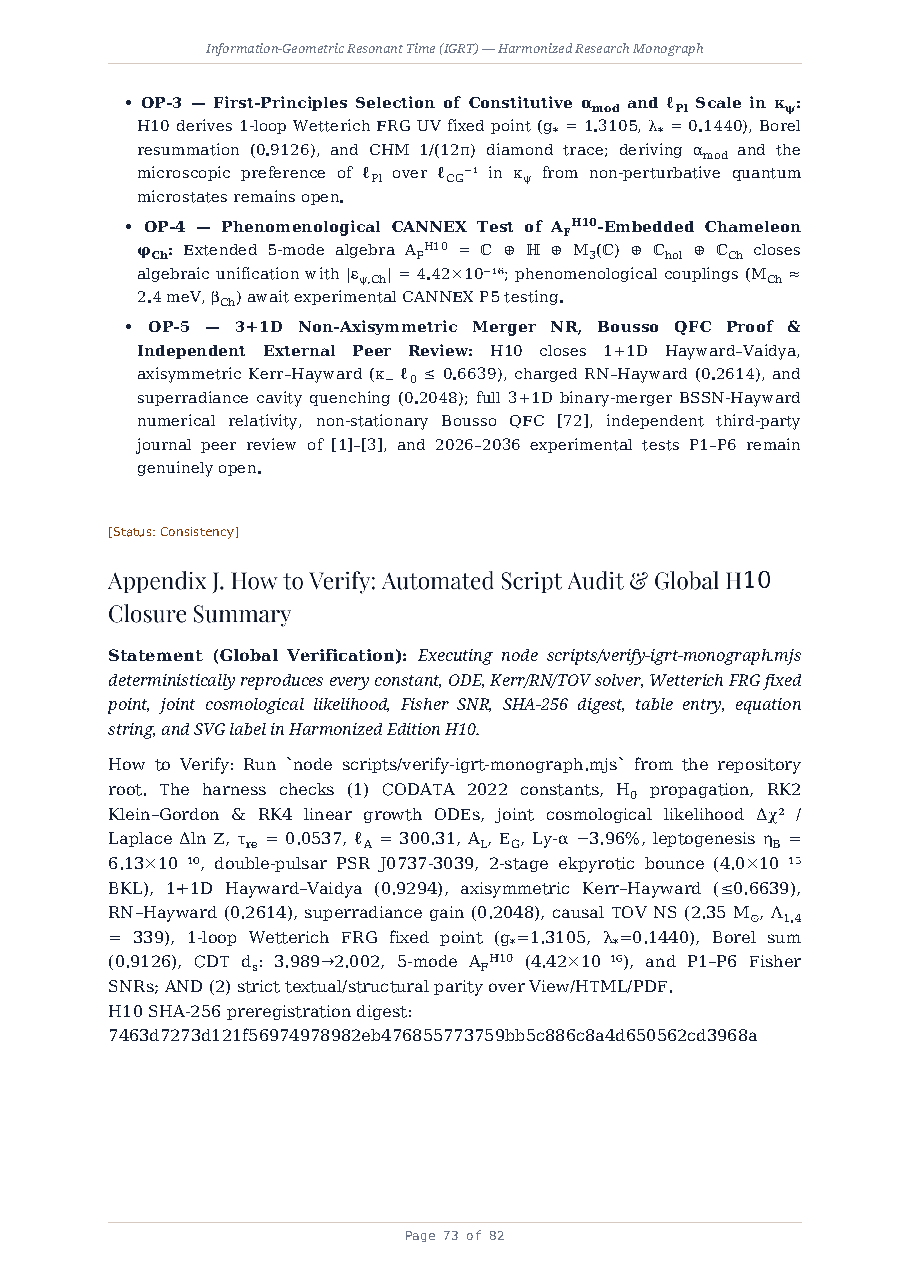 Information-Geometric Resonant Time (IGRT) — Harmonized Research Monograph
• OP-3 — First-Principles Selection of Constitutive αmod and ℓPl Scale in κψ:
H10 derives 1-loop Wetterich FRG UV fixed point (g* = 1.3105, λ* = 0.1440), Borel
resummation (0.9126), and CHM 1/(12π) diamond trace; deriving αmod and the
microscopic preference of ℓPl over ℓCG⁻¹ in κψ from non-perturbative quantum
microstates remains open.
• OP-4 — Phenomenological CANNEX Test of AF^H10-Embedded Chameleon
φCh: Extended 5-mode algebra AF^H10 = ℂ ⊕ ℍ ⊕ M₃(ℂ) ⊕ ℂhol ⊕ ℂCh closes
algebraic unification with |εψ,Ch| = 4.42×10⁻¹⁶; phenomenological couplings (MCh ≈
2.4 meV, βCh) await experimental CANNEX P5 testing.
• OP-5 — 3+1D Non-Axisymmetric Merger NR, Bousso QFC Proof &
Independent External Peer Review: H10 closes 1+1D Hayward–Vaidya,
axisymmetric Kerr–Hayward (κ₋ ℓ₀ ≤ 0.6639), charged RN–Hayward (0.2614), and
superradiance cavity quenching (0.2048); full 3+1D binary-merger BSSN-Hayward
numerical relativity, non-stationary Bousso QFC [72], independent third-party
journal peer review of [1]–[3], and 2026–2036 experimental tests P1–P6 remain
genuinely open.
[Status: Consistency]
Appendix J. How to Verify: Automated Script Audit & Global H10
Closure Summary
Statement (Global Verification): Executing node scripts/verify-igrt-monograph.mjs
deterministically reproduces every constant, ODE, Kerr/RN/TOV solver, Wetterich FRG fixed
point, joint cosmological likelihood, Fisher SNR, SHA-256 digest, table entry, equation
string, and SVG label in Harmonized Edition H10.
How to Verify: Run `node scripts/verify-igrt-monograph.mjs` from the repository
root. The harness checks (1) CODATA 2022 constants, H₀ propagation, RK2
Klein–Gordon & RK4 linear growth ODEs, joint cosmological likelihood Δχ² /
Laplace Δln Z, τre = 0.0537, ℓA = 300.31, AL, EG, Ly-α −3.96%, leptogenesis ηB =
6.13×10⁻¹⁰, double-pulsar PSR J0737-3039, 2-stage ekpyrotic bounce (4.0×10⁻¹⁵
BKL), 1+1D Hayward–Vaidya (0.9294), axisymmetric Kerr–Hayward (≤0.6639),
RN–Hayward (0.2614), superradiance gain (0.2048), causal TOV NS (2.35 M⊙, Λ1.4
= 339), 1-loop Wetterich FRG fixed point (g*=1.3105, λ*=0.1440), Borel sum
(0.9126), CDT ds: 3.989→2.002, 5-mode AF^H10 (4.42×10⁻¹⁶), and P1–P6 Fisher
SNRs; AND (2) strict textual/structural parity over View/HTML/PDF.
H10 SHA-256 preregistration digest:
7463d7273d121f56974978982eb476855773759bb5c886c8a4d650562cd3968a
Page 73 of 82